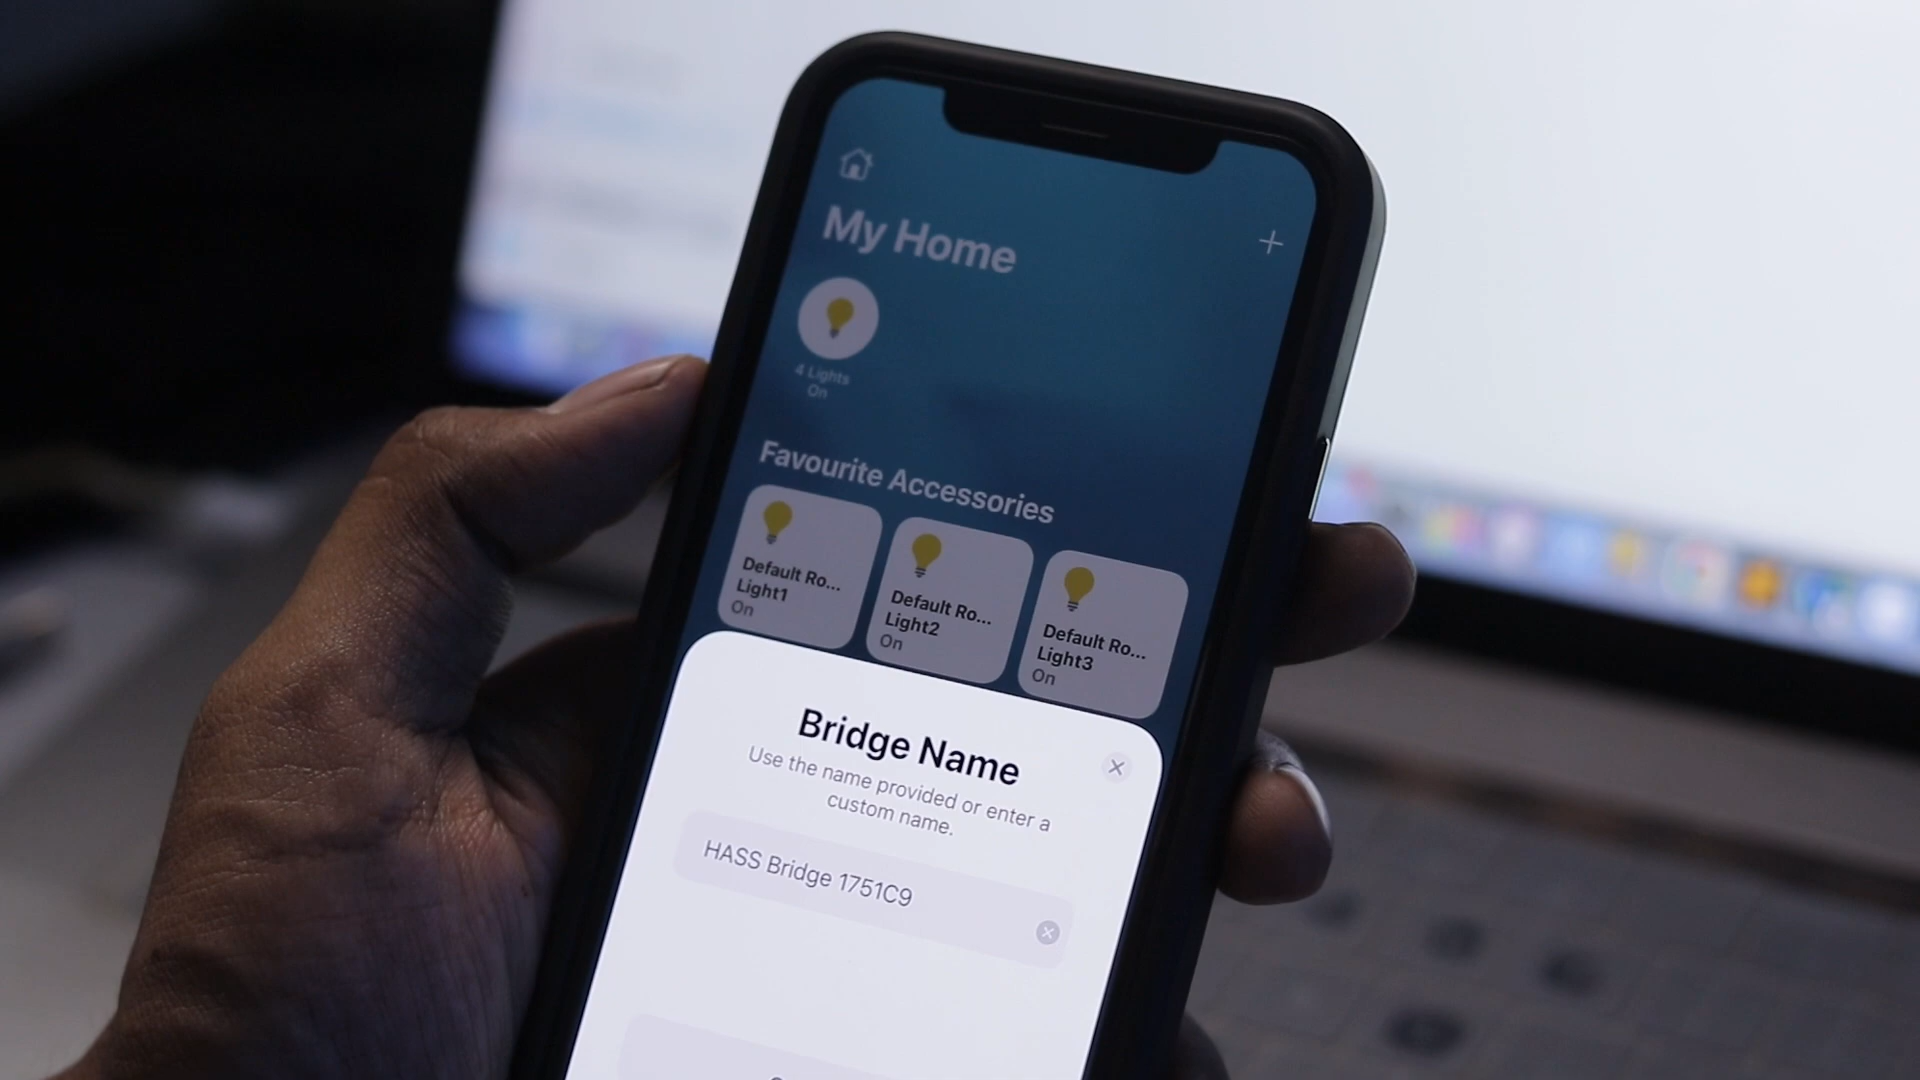 My Home
4 Lights
On
Favourite Accessories
Default Ro...
Light1
On
Default Ro...
Light2
On
Default Ro...
Light3
On
Bridge Name
Use the name provided or enter a
custom name.
HASS Bridge 1751C9